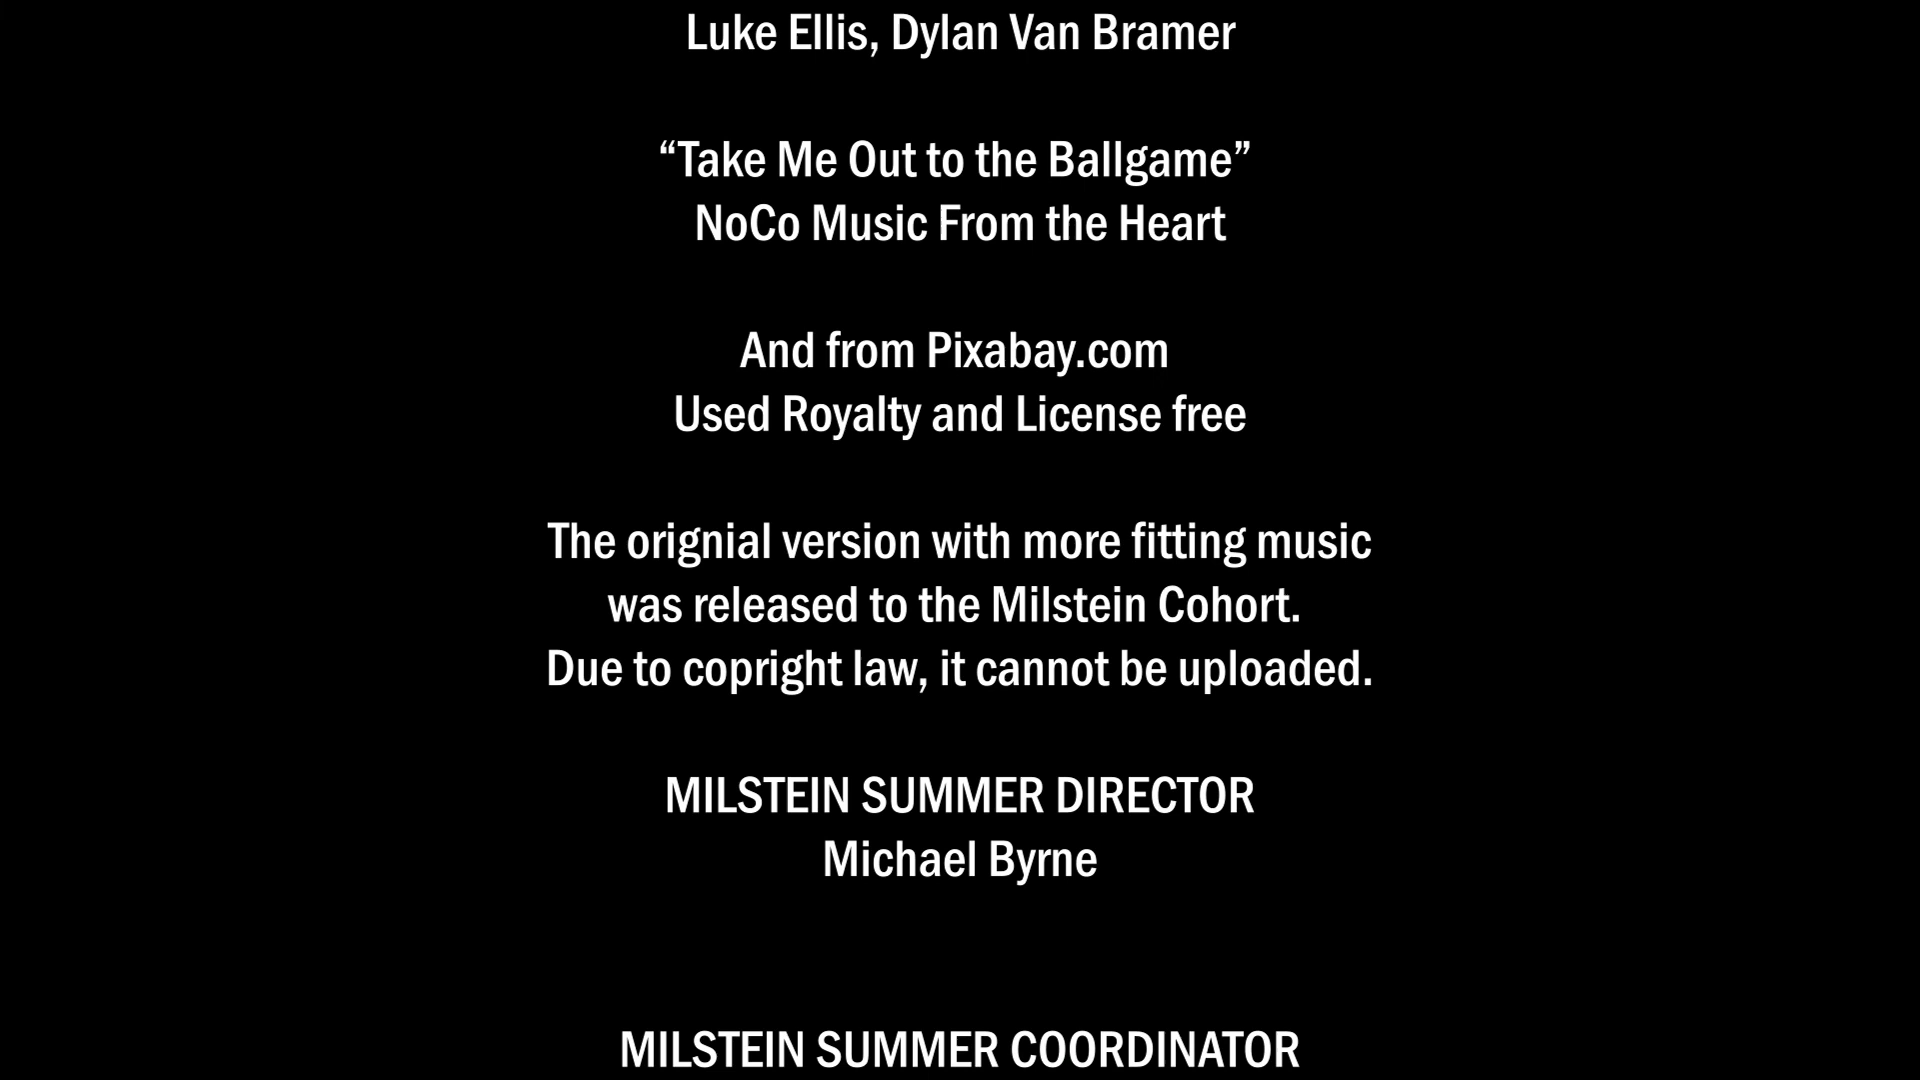 Luke Ellis, Dylan Van Bramer
“Take Me Out to the Ballgame”
NoCo Music From the Heart
And from Pixabay.com
Used Royalty and License free
The orignial version with more fitting music
was released to the Milstein Cohort.
Due to copright law, it cannot be uploaded.
MILSTEIN SUMMER DIRECTOR
Michael Byrne
MILSTEIN SUMMER COORDINATOR